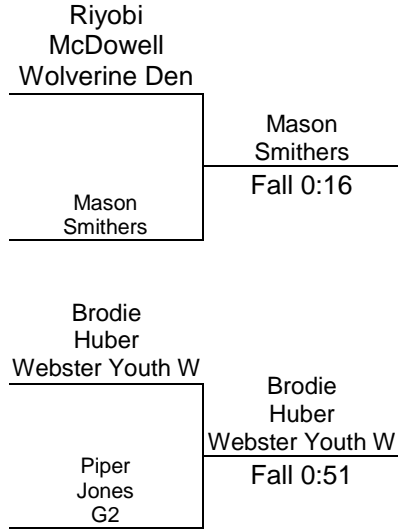 Riyobi
McDowell
Wolverine Den
Mason
Smithers
Fall 0:16
Mason
Smithers
Brodie
Huber
Webster Youth W
Brodie
Huber
Webster Youth W
Fall 0:51
Piper
Jones
G2